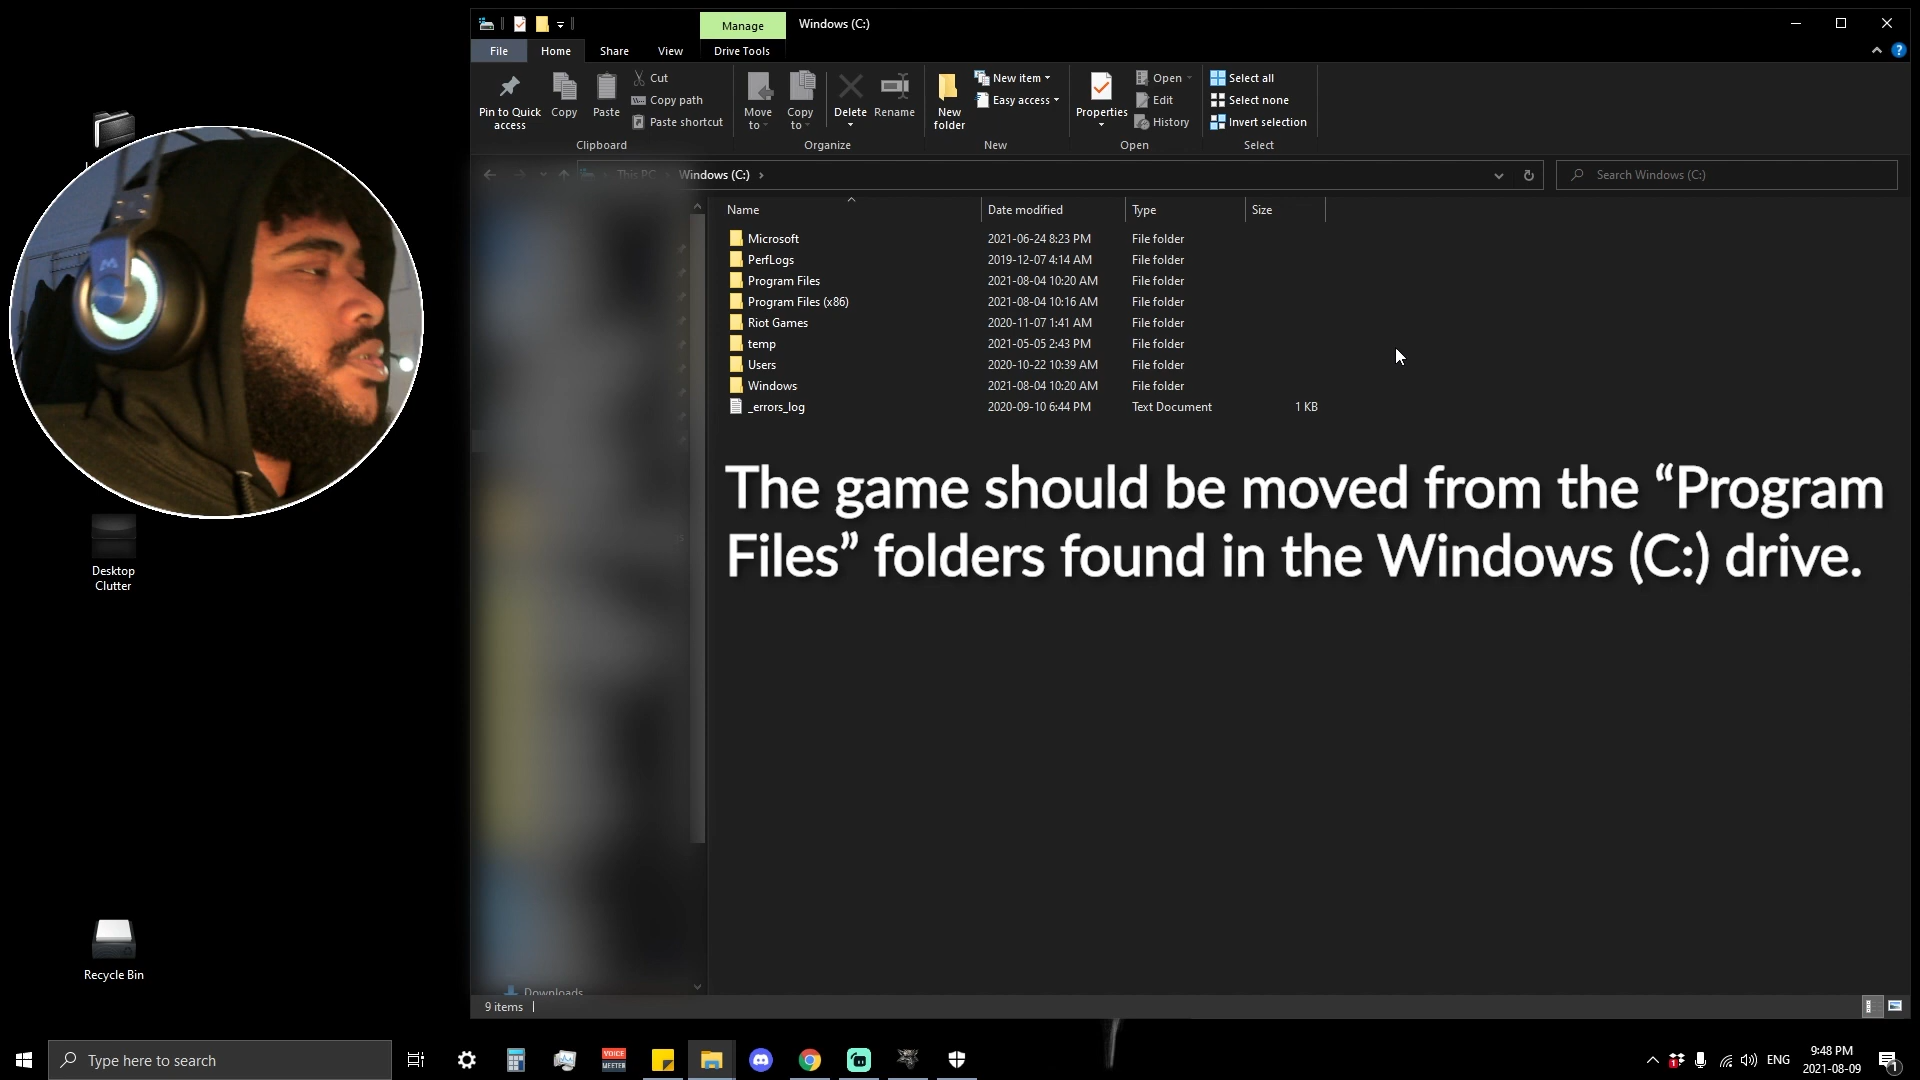 Manage
Windows (C:)
File
Home
Share
View
Drive Tools
Pin to Quick access
Copy
Paste
Cut
Copy path
Paste shortcut
Move to
Copy to
Delete
Rename
New folder
New item
Easy access
Properties
Open
Edit
History
Select all
Select none
Invert selection
Clipboard
Organize
New
Open
Select
This PC
Windows (C:)
Search Windows (C:)
Name Date modified Type Size
Microsoft 2021-06-24 8:23 PM File folder
PerfLogs 2019-12-07 4:14 AM File folder
Program Files 2021-08-04 10:20 AM File folder
Program Files (x86) 2021-08-04 10:16 AM File folder
Riot Games 2020-11-07 1:41 AM File folder
temp 2021-05-05 2:43 PM File folder
Users 2020-10-22 10:39 AM File folder
Windows 2021-08-04 10:20 AM File folder
_errors_log 2020-09-10 6:44 PM Text Document 1 KB
The game should be moved from the “Program
Files” folders found in the Windows (C:) drive.
Desktop
Clutter
Recycle Bin
Downloads
9 items
Type here to search
VOICE
MEETER
ENG
9:48 PM
2021-08-09
1